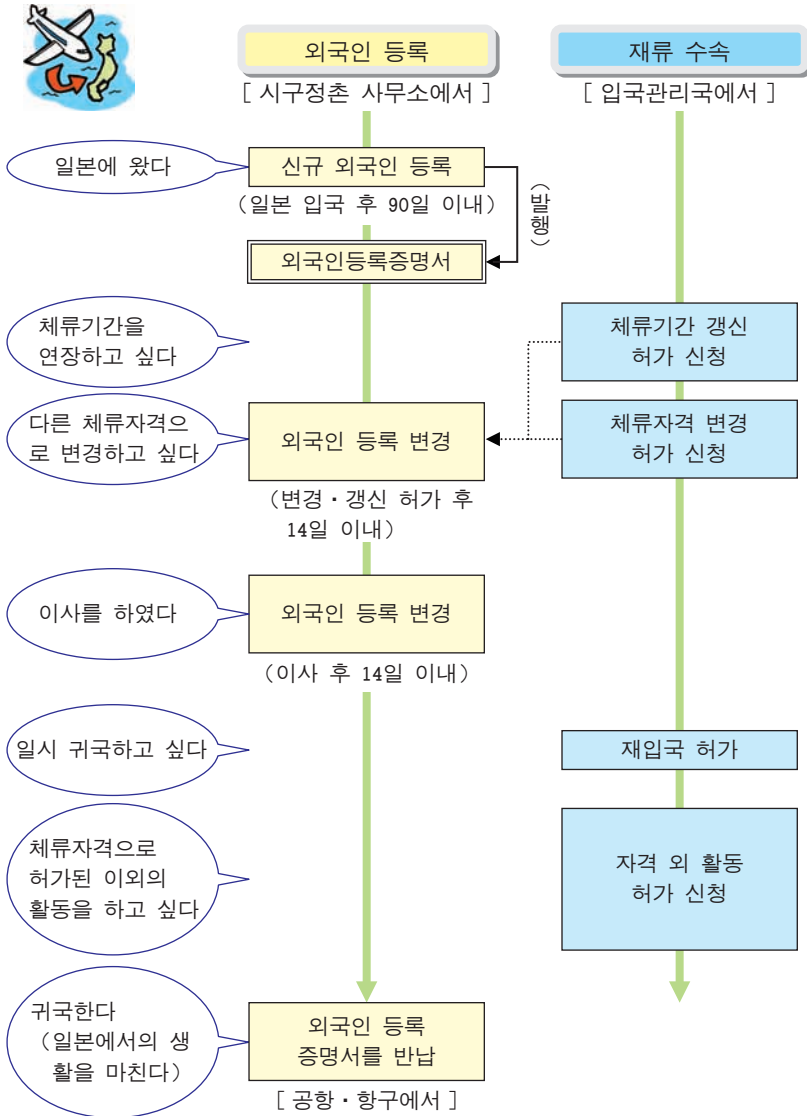 외국인 등록
재류 수속
[ 시구정촌 사무소에서 ]
[ 입국관리국에서 ]
일본에 왔다
신규 외국인 등록
(일본 입국 후 90일 이내)
(발행)
외국인등록증명서
체류기간을
연장하고 싶다
체류기간 갱신
허가 신청
다른 체류자격으
로 변경하고 싶다
외국인 등록 변경
체류자격 변경
허가 신청
(변경・갱신 허가 후
14일 이내)
이사를 하였다
외국인 등록 변경
(이사 후 14일 이내)
일시 귀국하고 싶다
재입국 허가
체류자격으로
허가된 이외의
활동을 하고 싶다
자격 외 활동
허가 신청
귀국한다
(일본에서의 생
활을 마친다)
외국인 등록
증명서를 반납
[ 공항・항구에서 ]